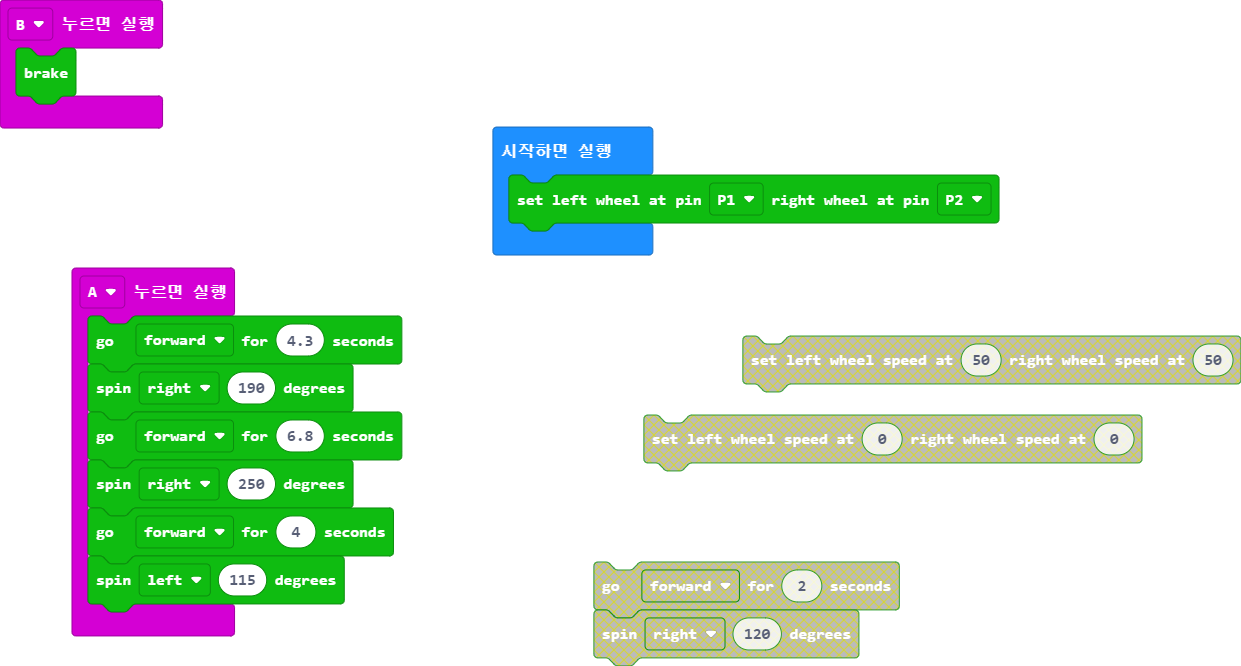 B 누르면 실행
brake
시작하면 실행
set left wheel at pin P1 right wheel at pin P2
A 누르면 실행
go forward for 4.3 seconds
spin right 190 degrees
go forward for 6.8 seconds
spin right 250 degrees
go forward for 4 seconds
spin left 115 degrees
set left wheel speed at 50 right wheel speed at 50
set left wheel speed at 0 right wheel speed at 0
go forward for 2 seconds
spin right 120 degrees